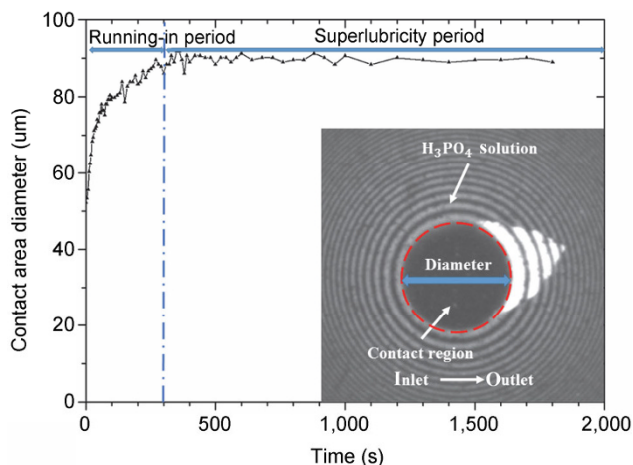 Running-in period
Superlubricity period
Contact area diameter (um)
100
80
60
40
20
0
H₃PO₄ solution
Diameter
Contact region
Inlet
Outlet
0
500
1,000
1,500
2,000
Time (s)